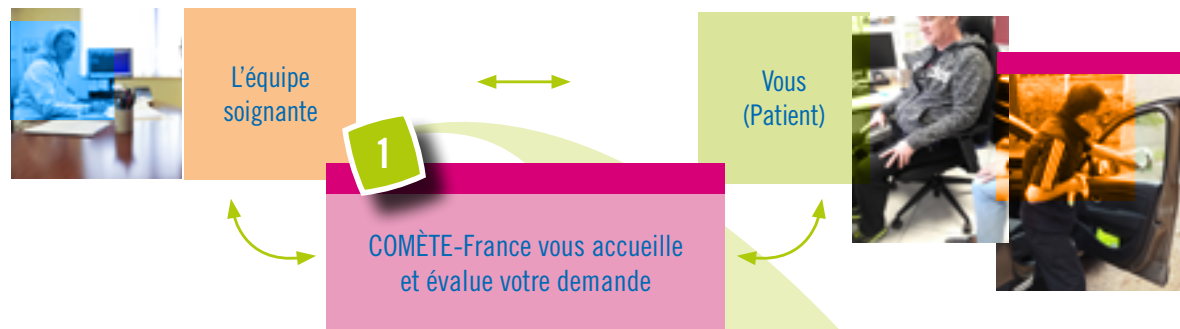 L'équipe
soignante
Vous
(Patient)
1
COMÈTE-France vous accueille
et évalue votre demande